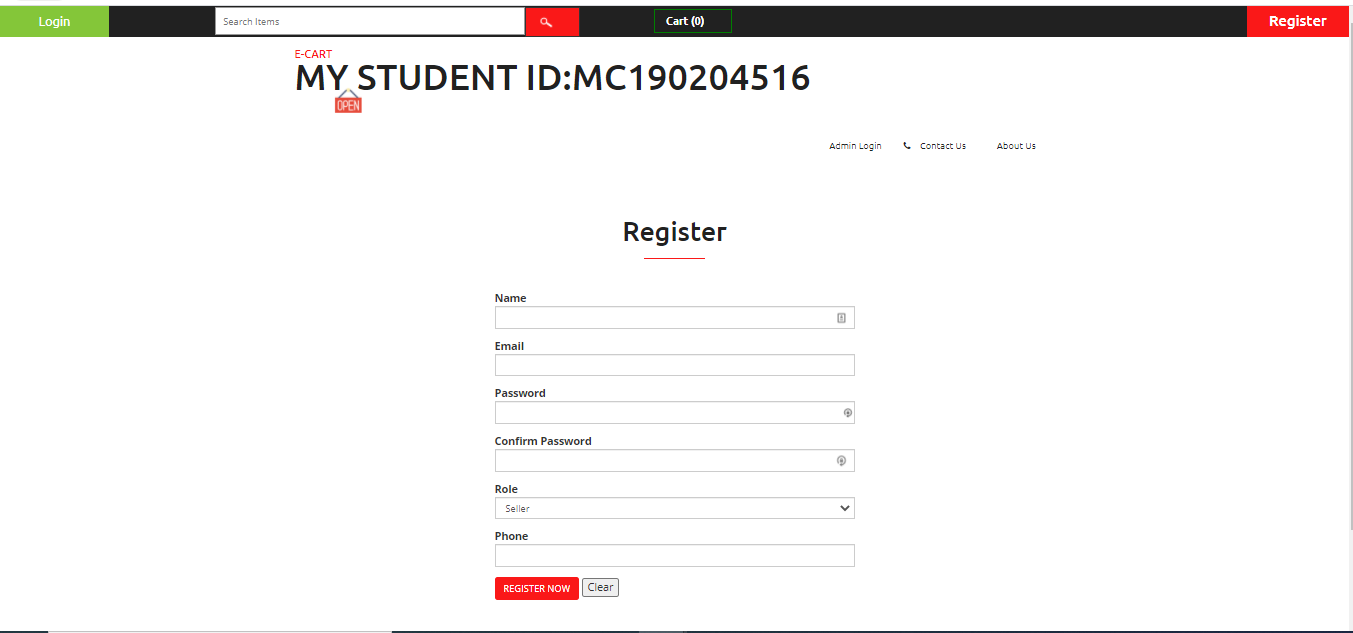 Login
Search Items
Cart (0)
Register
E-CART
MY STUDENT ID:MC190204516
OPEN
Admin Login
Contact Us
About Us
Register
Name
Email
Password
Confirm Password
Role
Seller
Phone
REGISTER NOW
Clear